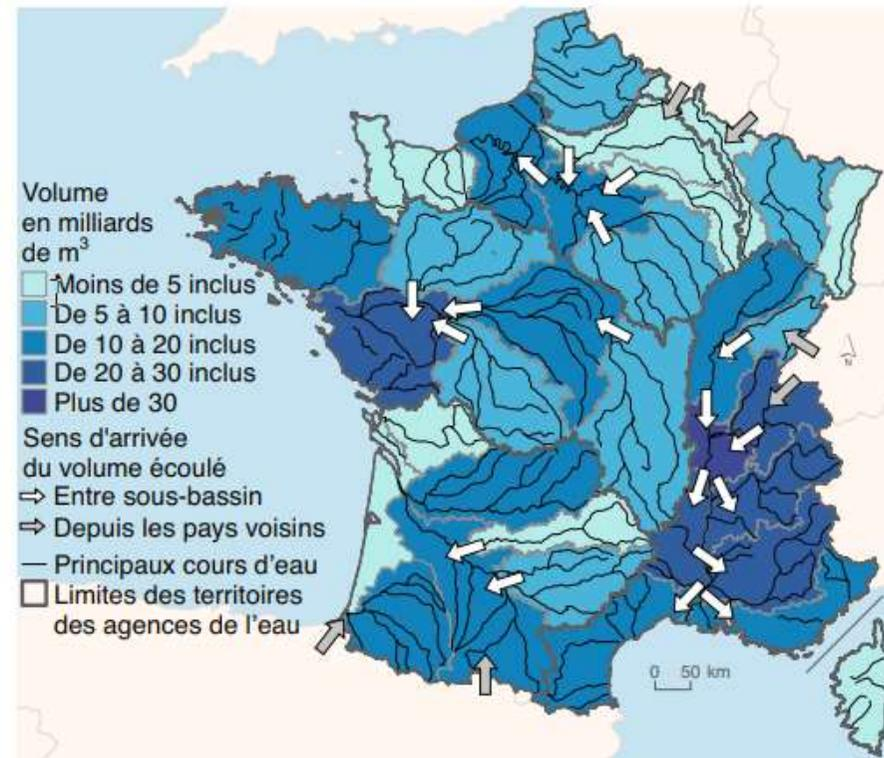 Volume
en milliards
de m³
Moins de 5 inclus
De 5 à 10 inclus
De 10 à 20 inclus
De 20 à 30 inclus
Plus de 30
Sens d'arrivée
du volume écoulé
Entre sous-bassin
Depuis les pays voisins
Principaux cours d'eau
Limites des territoires
des agences de l'eau
0 50 km
N